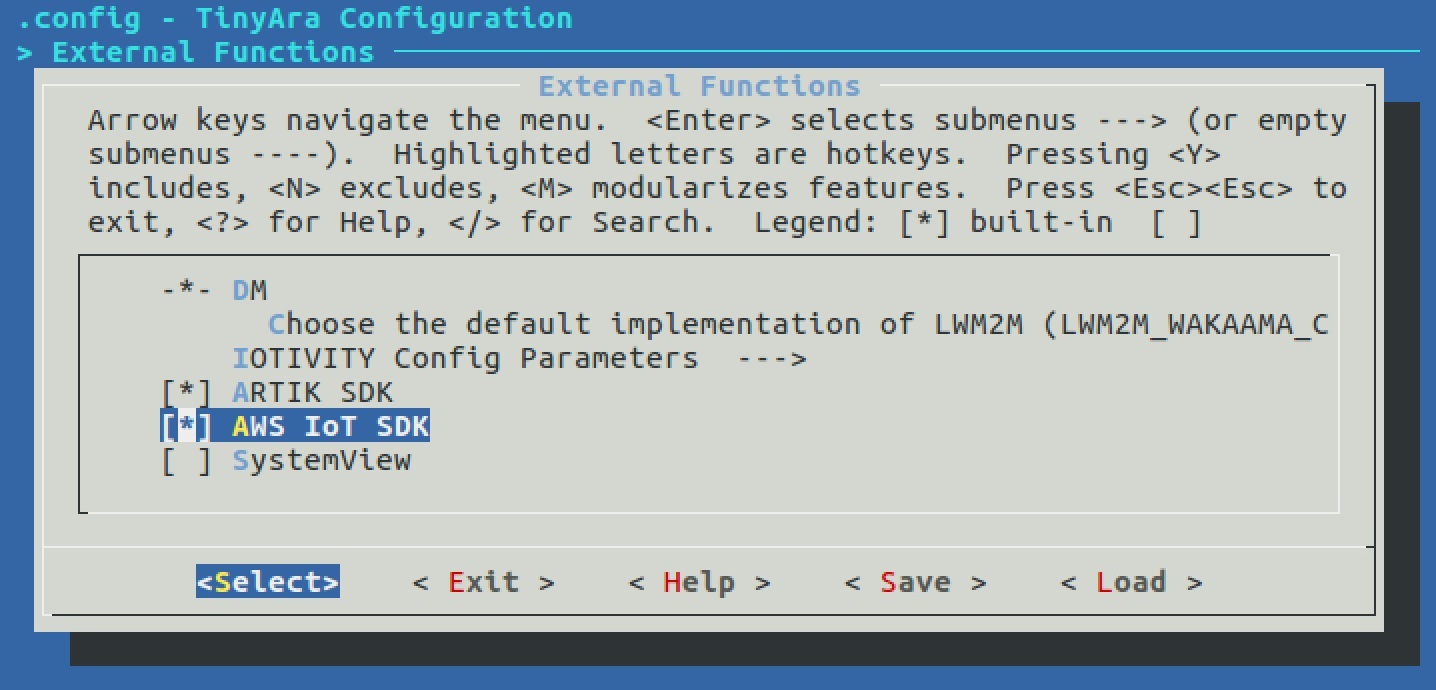 .config - TinyAra Configuration
> External Functions
External Functions
Arrow keys navigate the menu.  <Enter> selects submenus ---> (or empty
submenus ----).  Highlighted letters are hotkeys.  Pressing <Y>
includes, <N> excludes, <M> modularizes features.  Press <Esc><Esc> to
exit, <?> for Help, </> for Search.  Legend: [*] built-in  [ ]
-*- DM
Choose the default implementation of LWM2M (LWM2M_WAKAAMA_C
IOTIVITY Config Parameters  --->
[*] ARTIK SDK
[*] AWS IoT SDK
[ ] SystemView
<Select>    < Exit >    < Help >    < Save >    < Load >